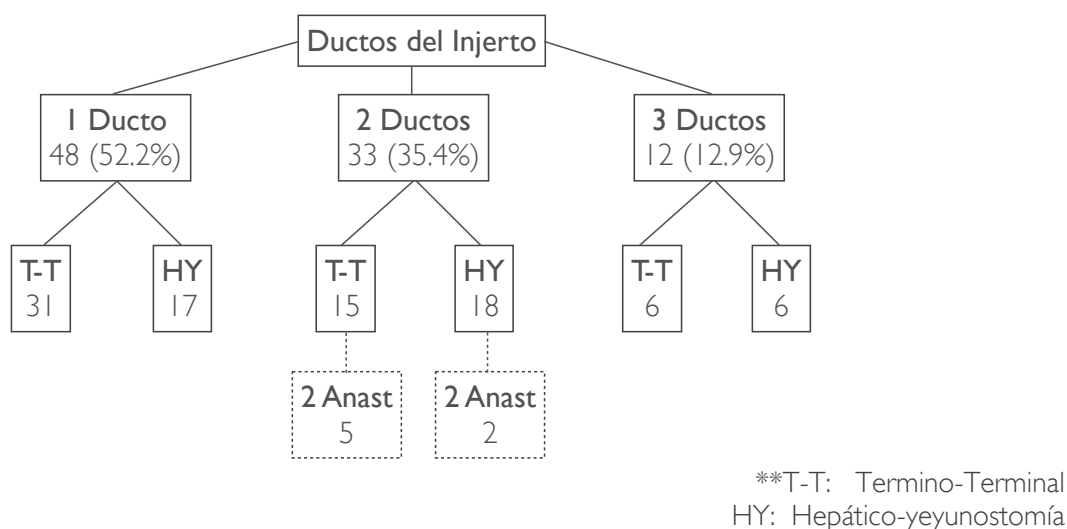 Ductos del Injerto
1 Ducto
48 (52.2%)
2 Ductos
33 (35.4%)
3 Ductos
12 (12.9%)
T-T
31
HY
17
T-T
15
HY
18
T-T
6
HY
6
2 Anast
5
2 Anast
2
**T-T: Termino-Terminal
HY: Hepático-yeyunostomía